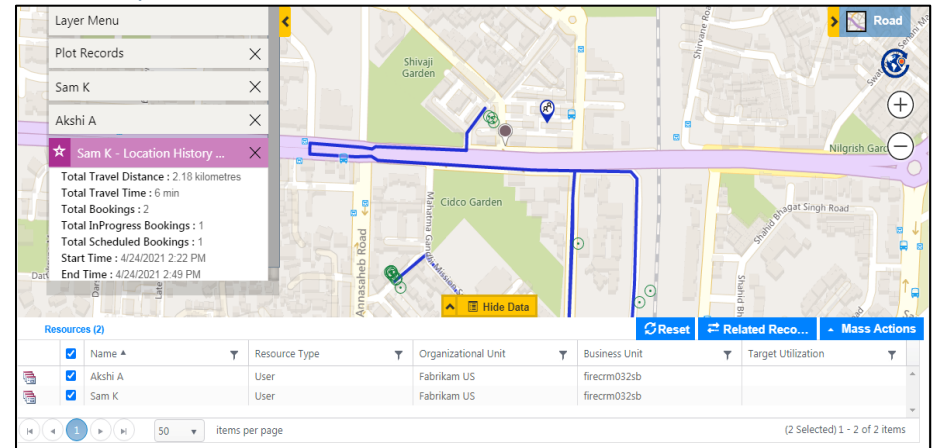 Layer Menu
Plot Records
Sam K
Akshi A
Sam K - Location History ...
Total Travel Distance : 2.18 kilometres
Total Travel Time : 6 min
Total Bookings : 2
Total InProgress Bookings : 1
Total Scheduled Bookings : 1
Start Time : 4/24/2021 2:22 PM
End Time : 4/24/2021 2:49 PM
Road
Shirvane Roa
Shivaji
Garden
Nilgrish Gard
Cidco Garden
Mahatma Gandhi Mission S
Annasaheb Road
Shahid Bhagat Singh Road
Shahid Bh
Late
Hide Data
Resources (2)
Reset
Related Reco...
Mass Actions
Name
Resource Type
Organizational Unit
Business Unit
Target Utilization
Akshi A
User
Fabrikam US
firecrm032sb
Sam K
User
Fabrikam US
firecrm032sb
1
50
items per page
(2 Selected) 1 - 2 of 2 items